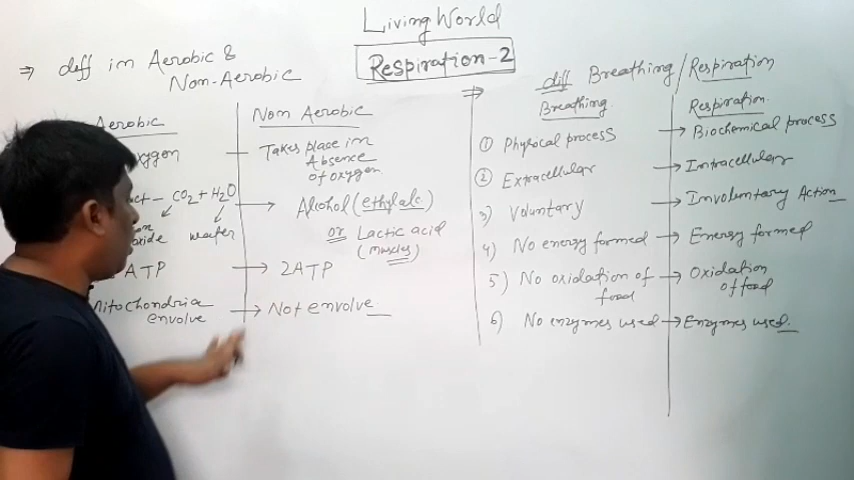 Living World
Respiration-2
⇒ diff in Aerobic &
Non-Aerobic
Aerobic
Non Aerobic
Takes place in
Absence
of oxygen
CO2 + H2O
water
→ Alcohol (ethylalc)
or Lactic acid
(muscles)
ATP → 2ATP
Mitochondria
envolve → Not envolve
⇒ diff Breathing / Respiration
Breathing
Respiration
① Physocal process → Biochemical process
② Extracellular → Intracellular
3) Voluntary → Involuntary Action
4) No energy formed → Energy formed
5) No oxidation of
food
→ Oxidation
of food
6) No enzymes used → Enzymes used.